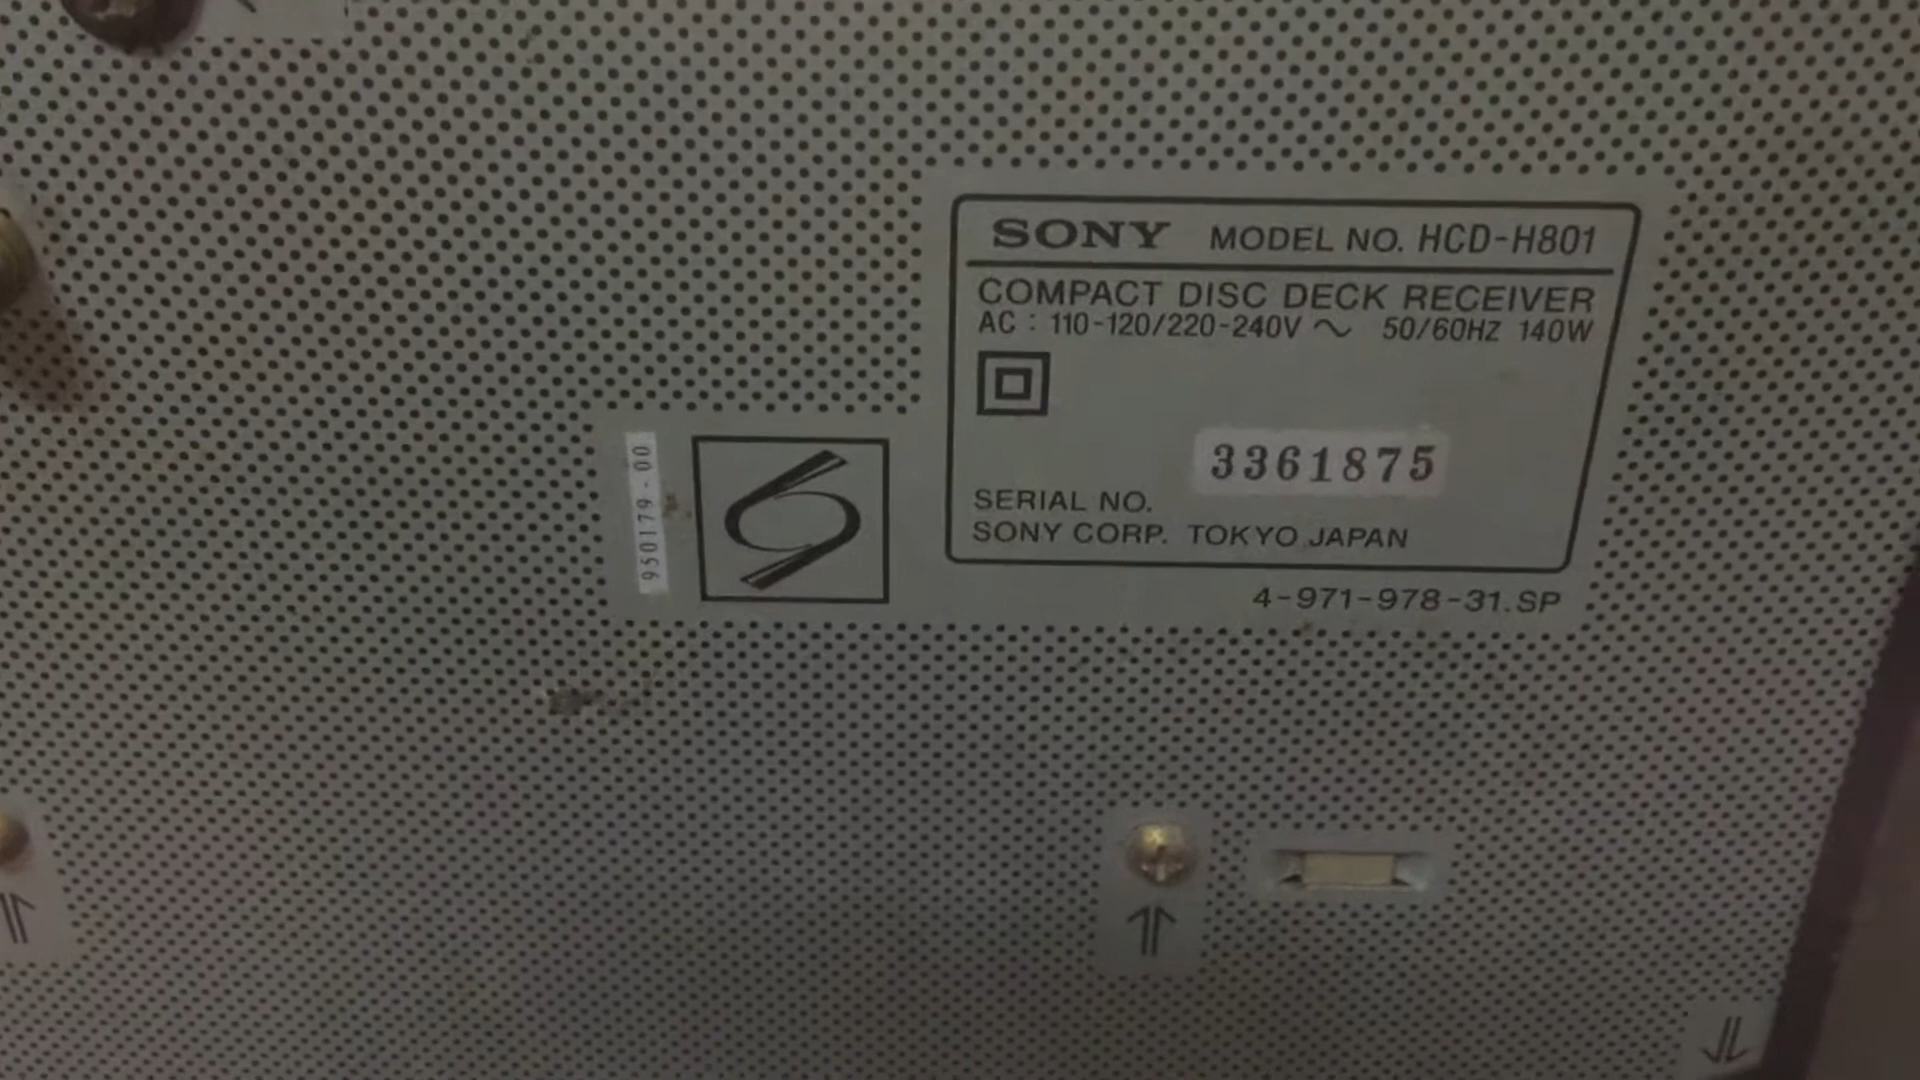 SONY MODEL NO. HCD-H801
COMPACT DISC DECK RECEIVER
AC : 110-120/220-240V ~ 50/60HZ 140W
3361875
SERIAL NO.
SONY CORP. TOKYO JAPAN
4-971-978-31.SP
950179-00